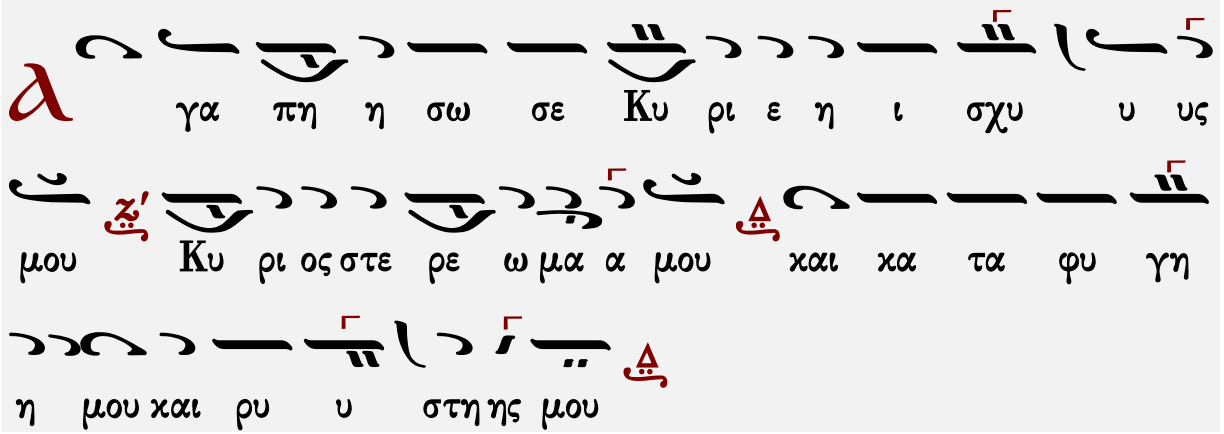 α γα πη η σω σε Κυ ρι ε η ι σχυ υ υς
μου ζ' Κυ ρι ος στε ρε ω μα α μου Δ και κα τα φυ γη
η μου και ρυ υ στη ης μου Δ